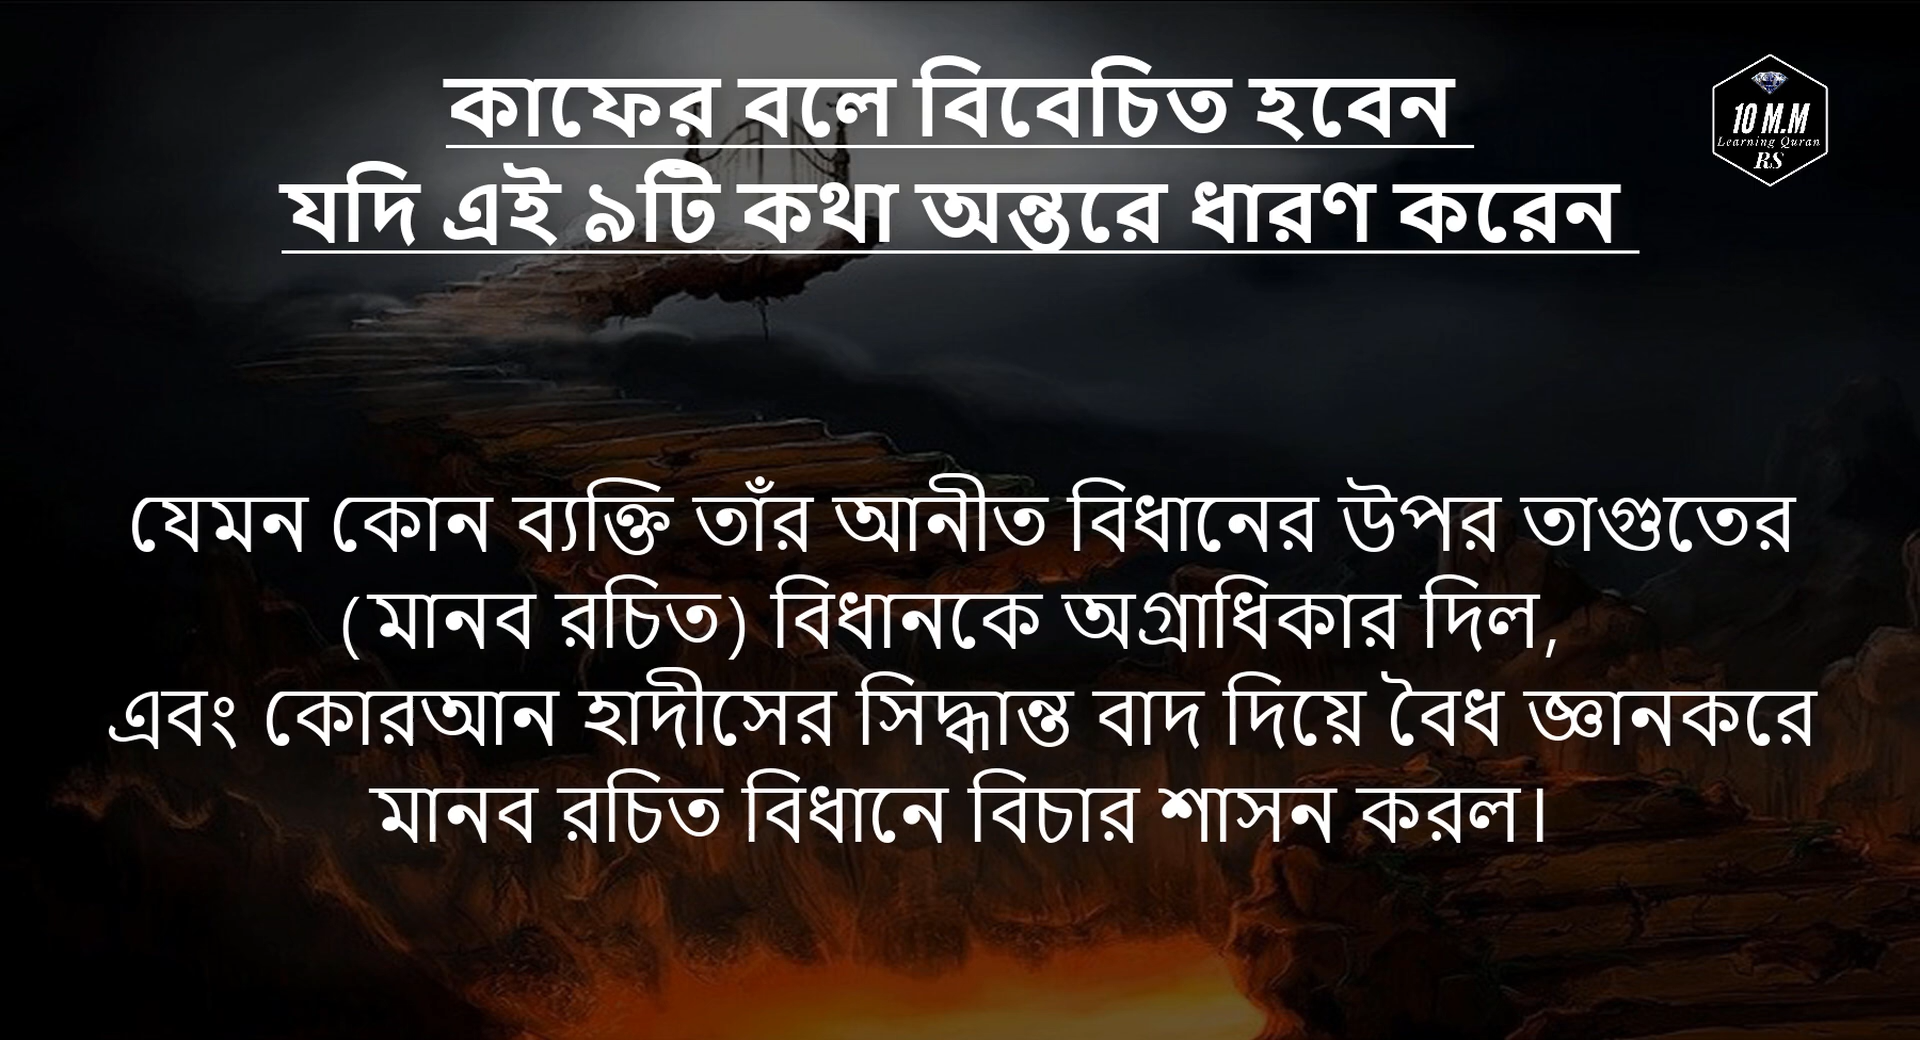 কাফের বলে বিবেচিত হবেন
যদি এই ৯টি কথা অন্তরে ধারণ করেন
10 M.M
Learning Quran
RS
যেমন কোন ব্যক্তি তাঁর আনীত বিধানের উপর তাগুতের
(মানব রচিত) বিধানকে অগ্রাধিকার দিল,
এবং কোরআন হাদীসের সিদ্ধান্ত বাদ দিয়ে বৈধ জ্ঞানকরে
মানব রচিত বিধানে বিচার শাসন করল।